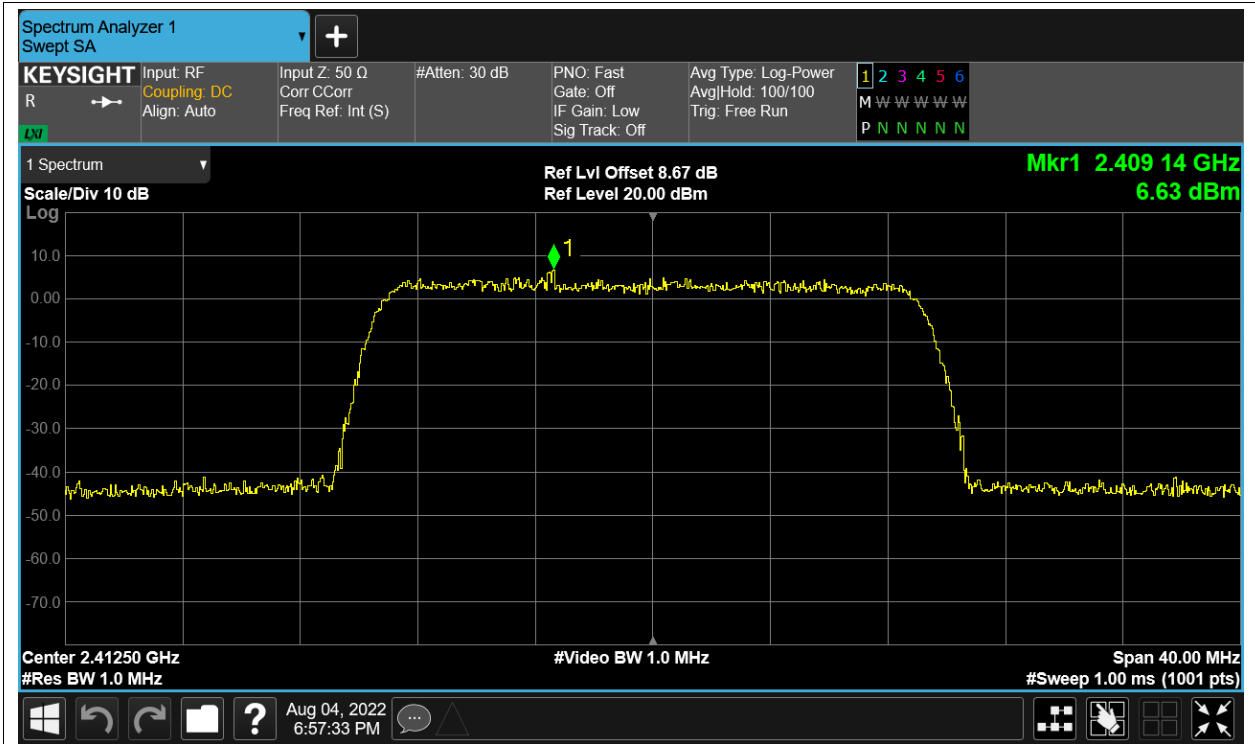 Spectrum Analyzer 1
Swept SA
KEYSIGHT
R
LXI
Input: RF
Coupling: DC
Align: Auto
Input Z: 50 Ω
Corr CCorr
Freq Ref: Int (S)
#Atten: 30 dB
PNO: Fast
Gate: Off
IF Gain: Low
Sig Track: Off
Avg Type: Log-Power
Avg|Hold: 100/100
Trig: Free Run
1 2 3 4 5 6
M W W W W W
P N N N N N
1 Spectrum
Scale/Div 10 dB
Log
Ref Lvl Offset 8.67 dB
Ref Level 20.00 dBm
Mkr1 2.409 14 GHz
6.63 dBm
1
10.0
0.00
-10.0
-20.0
-30.0
-40.0
-50.0
-60.0
-70.0
Center 2.41250 GHz
#Res BW 1.0 MHz
#Video BW 1.0 MHz
Span 40.00 MHz
#Sweep 1.00 ms (1001 pts)
?
Aug 04, 2022
6:57:33 PM